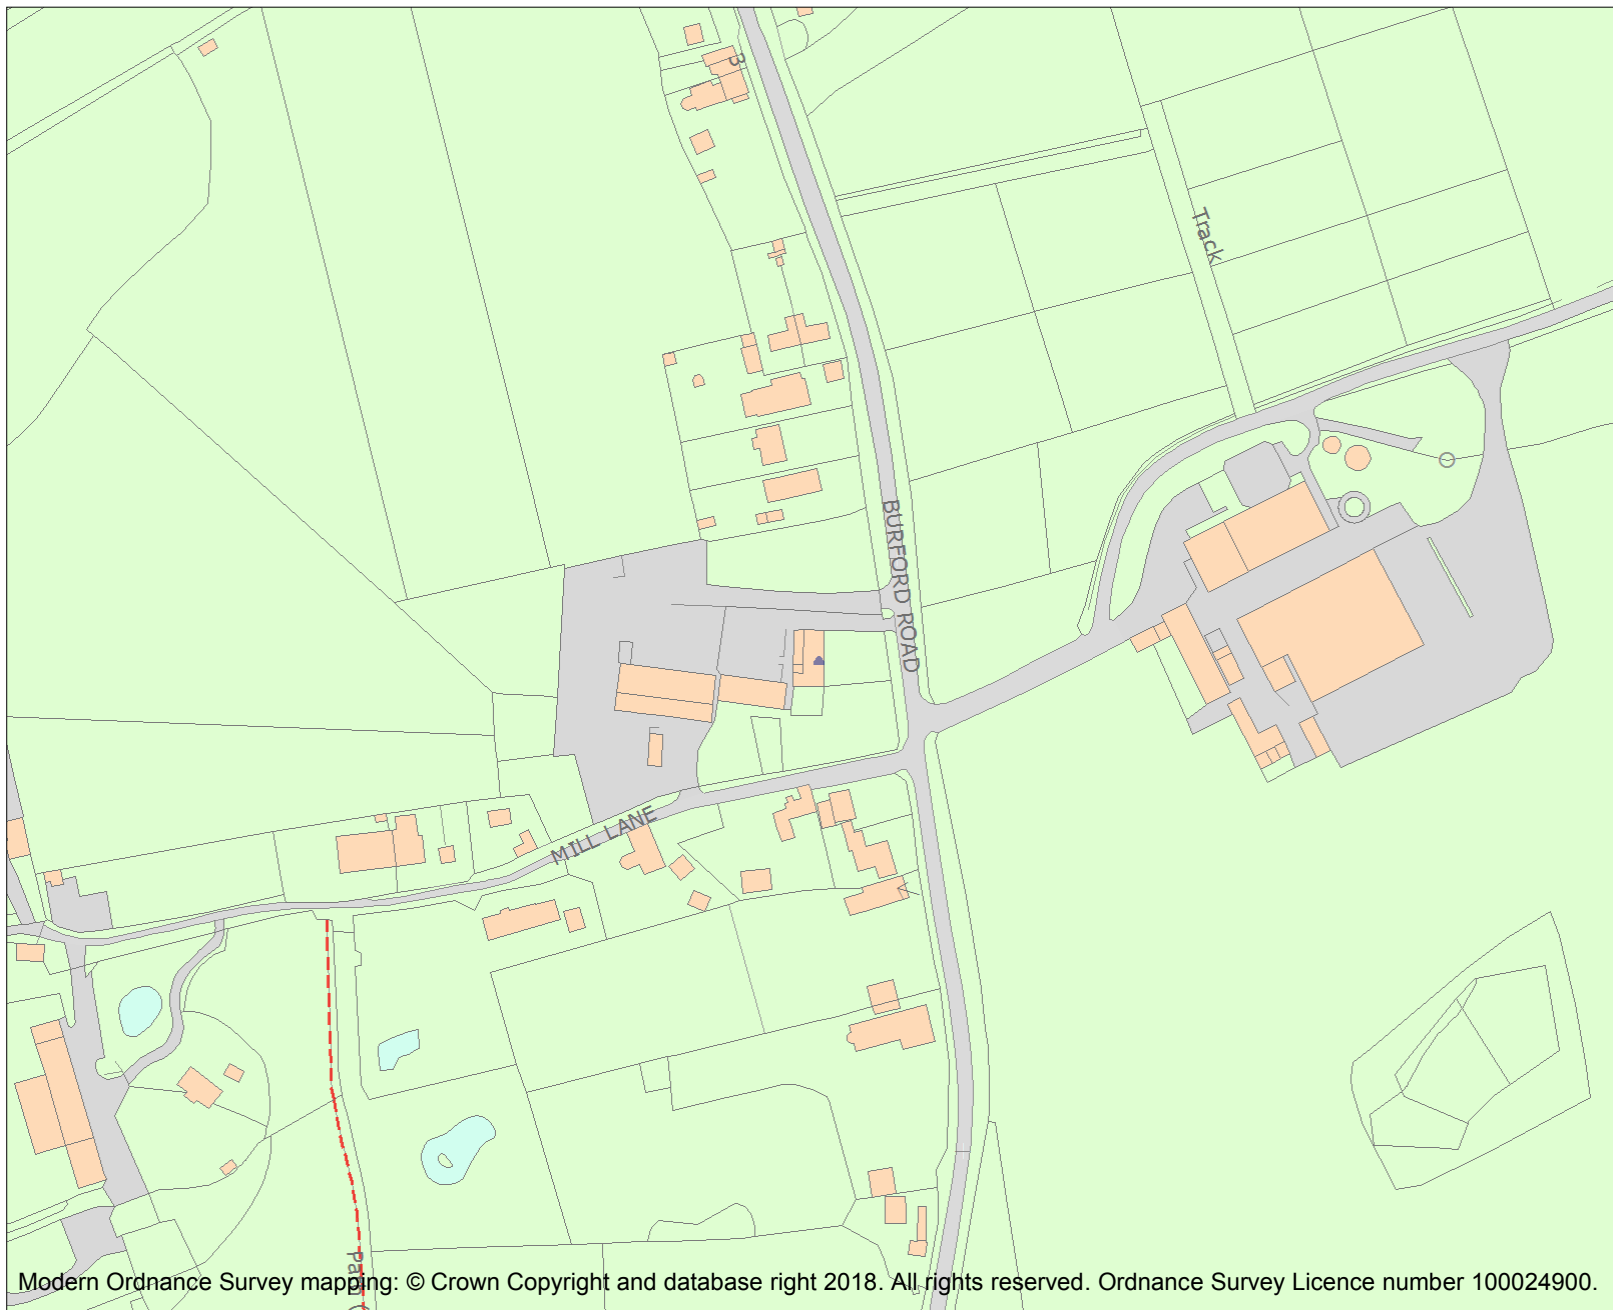 B
Track
BURFORD ROAD
MILL LANE
Modern Ordnance Survey mapping: © Crown Copyright and database right 2018. All rights reserved. Ordnance Survey Licence number 100024900.